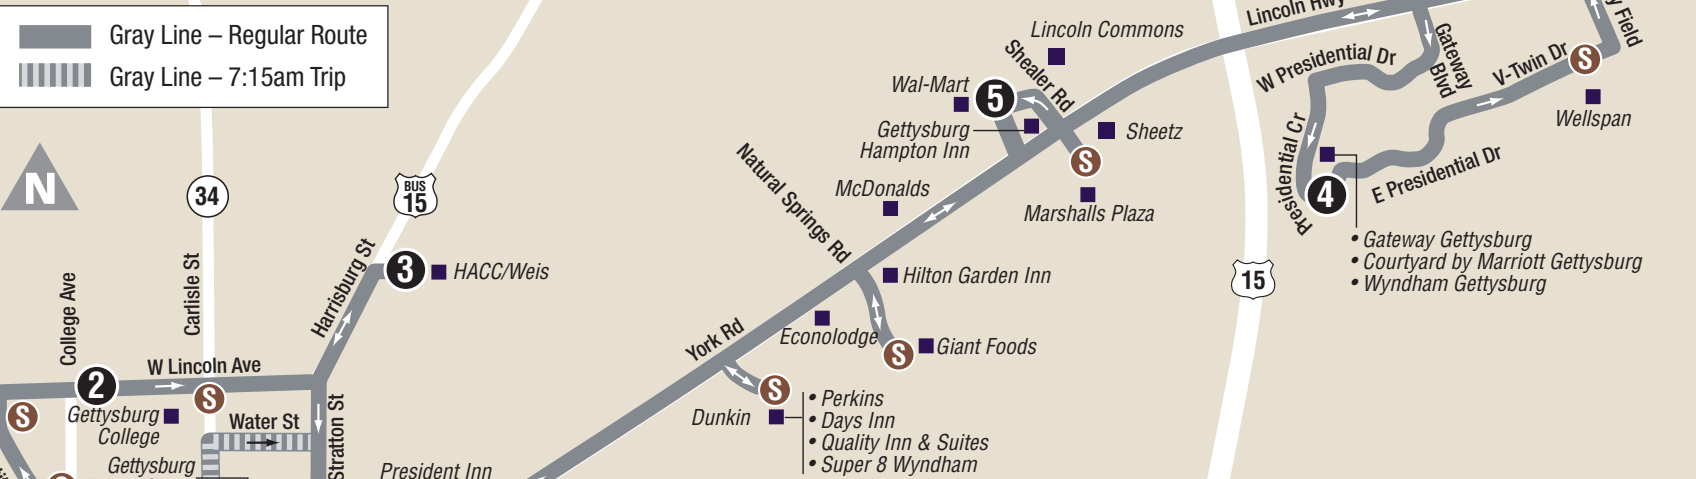 Gray Line – Regular Route
Gray Line – 7:15am Trip
N
34
BUS
15
College Ave
Carlisle St
Harrisburg St
3
HACC/Weis
W Lincoln Ave
2
S
S
Gettysburg
College
Water St
Stratton St
Gettysburg
President Inn
Lincoln Commons
Shealer Rd
Wal-Mart
5
Gettysburg
Hampton Inn
Sheetz
S
Marshalls Plaza
McDonalds
Natural Springs Rd
Hilton Garden Inn
Econolodge
S
Giant Foods
York Rd
S
Dunkin
• Perkins
• Days Inn
• Quality Inn & Suites
• Super 8 Wyndham
Lincoln Hwy
15
W Presidential Dr
Gateway
Blvd
V-Twin Dr
S
Field
Wellspan
Presidential Cr
4
E Presidential Dr
• Gateway Gettysburg
• Courtyard by Marriott Gettysburg
• Wyndham Gettysburg